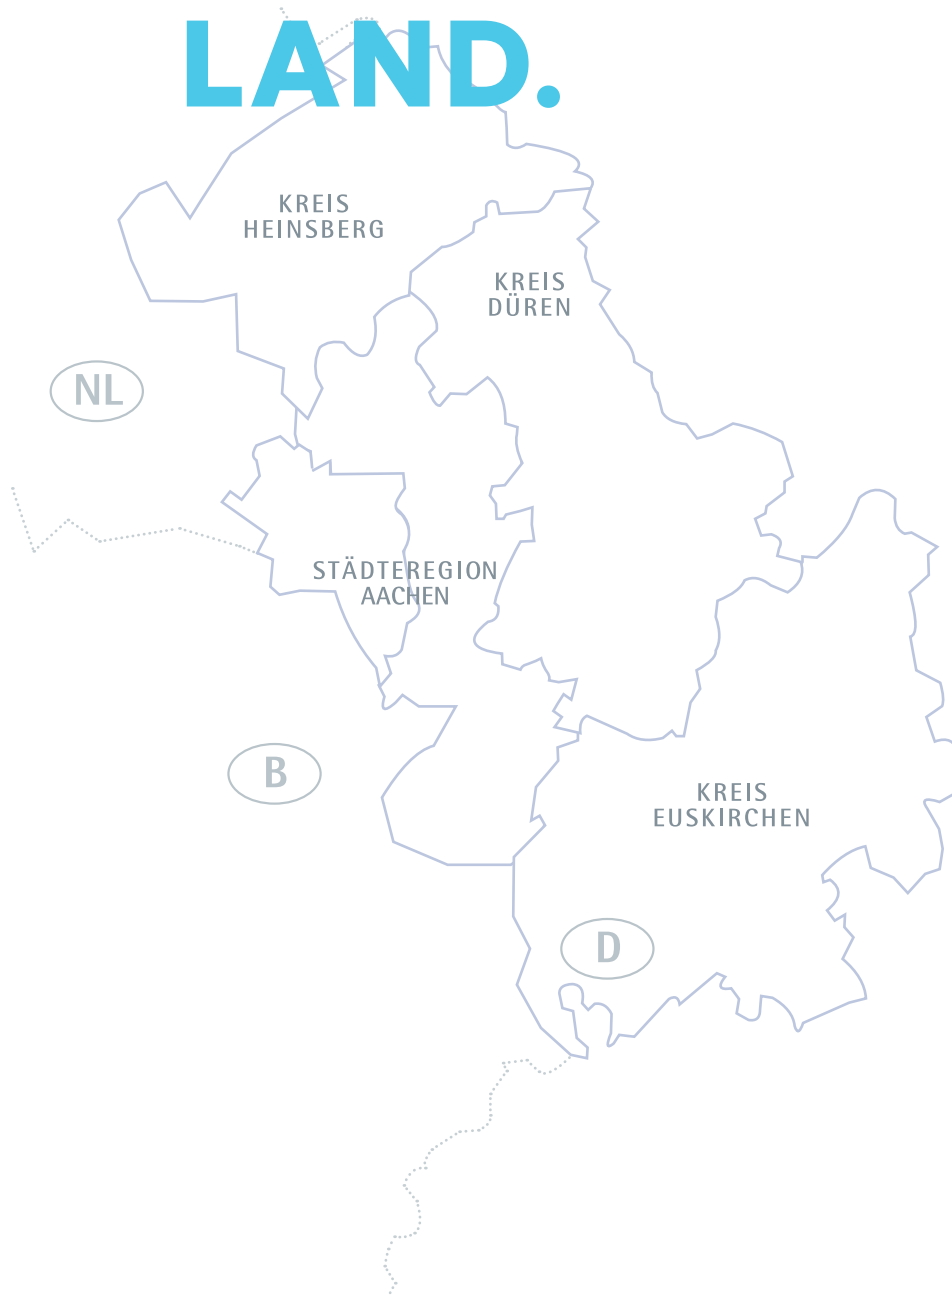 LAND.
KREIS
HEINSBERG
KREIS
DÜREN
NL
STÄDTEREGION
AACHEN
B
KREIS
EUSKIRCHEN
D